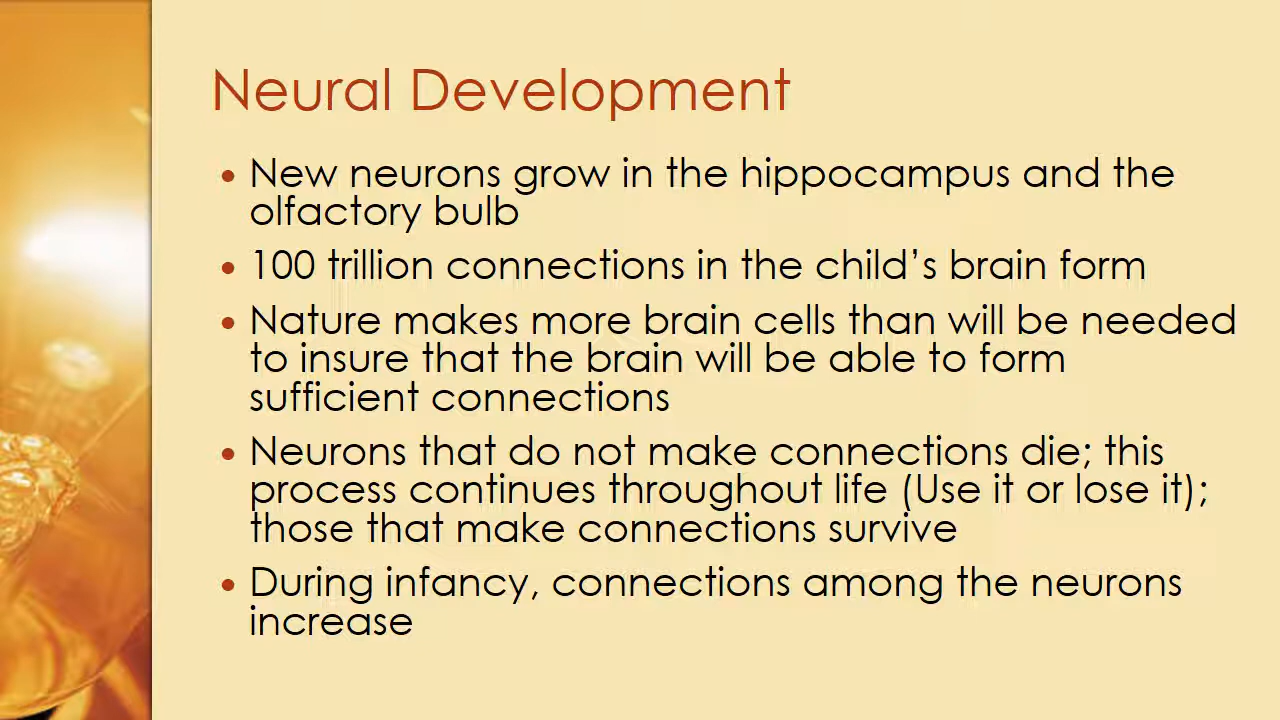 Neural Development
• New neurons grow in the hippocampus and the
olfactory bulb
• 100 trillion connections in the child's brain form
• Nature makes more brain cells than will be needed
to insure that the brain will be able to form
sufficient connections
• Neurons that do not make connections die; this
process continues throughout life (Use it or lose it);
those that make connections survive
• During infancy, connections among the neurons
increase